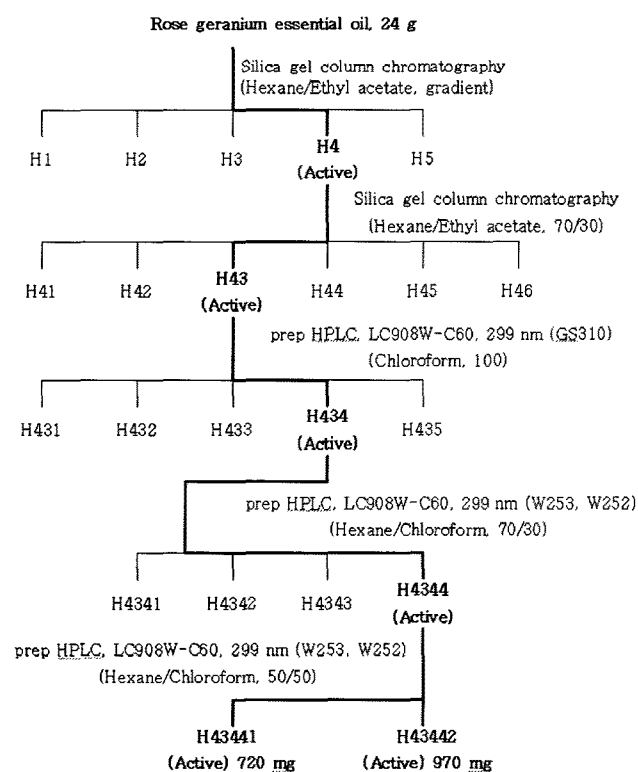 Rose geranium essential oil, 24 g
Silica gel column chromatography
(Hexane/Ethyl acetate, gradient)
H1 H2 H3 H4 H5
(Active)
Silica gel column chromatography
(Hexane/Ethyl acetate, 70/30)
H41 H42 H43 H44 H45 H46
(Active)
prep HPLC, LC908W-C60, 299 nm (GS310)
(Chloroform, 100)
H431 H432 H433 H434 H435
(Active)
prep HPLC, LC908W-C60, 299 nm (W253, W252)
(Hexane/Chloroform, 70/30)
H4341 H4342 H4343 H4344
(Active)
prep HPLC, LC908W-C60, 299 nm (W253, W252)
(Hexane/Chloroform, 50/50)
H43441 H43442
(Active) 720 mg (Active) 970 mg